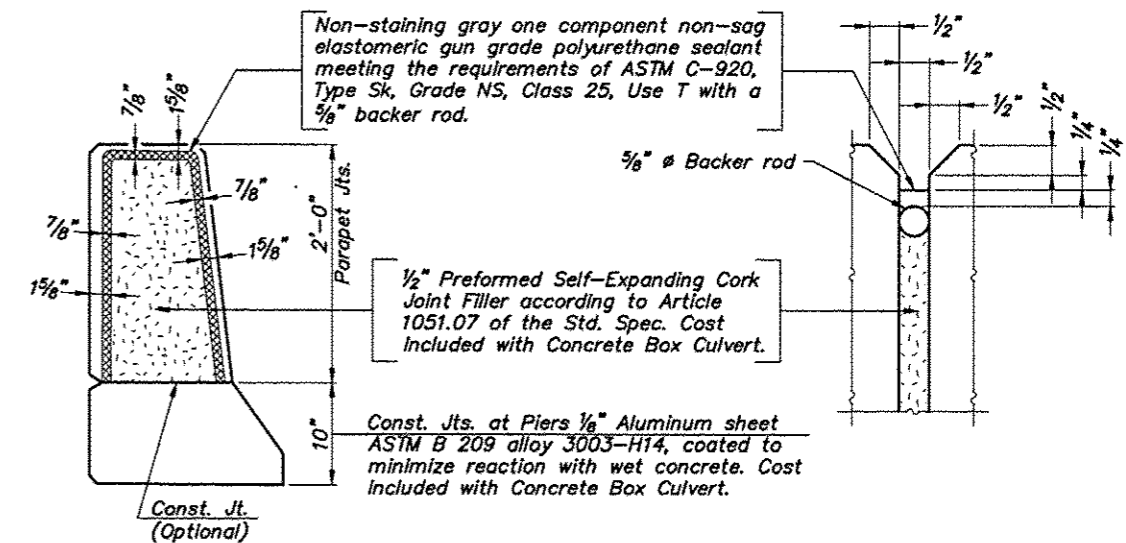 Non-staining gray one component non-sag
elastomeric gun grade polyurethane sealant
meeting the requirements of ASTM C-920,
Type Sk, Grade NS, Class 25, Use T with a
5/8" backer rod.
7/8"
1 5/8"
7/8"
1 5/8"
7/8"
1 5/8"
2'-0"
Parapet Jts.
10"
Const. Jt.
(Optional)
1/2" Preformed Self-Expanding Cork
Joint Filler according to Article
1051.07 of the Std. Spec. Cost
included with Concrete Box Culvert.
Const. Jts. at Piers 1/8" Aluminum sheet
ASTM B 209 alloy 3003-H14, coated to
minimize reaction with wet concrete. Cost
included with Concrete Box Culvert.
1/2"
1/2"
1/2"
1/2"
1/4"
1/4"
5/8" ø Backer rod